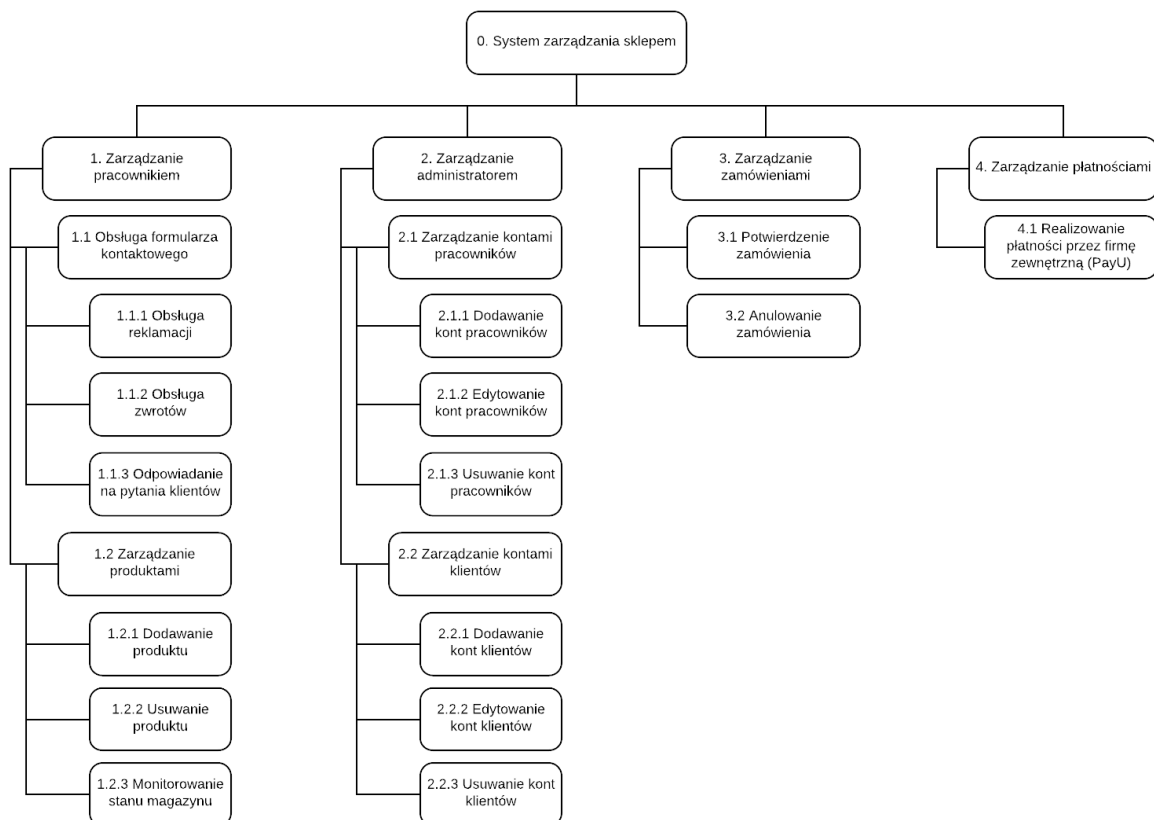 0. System zarządzania sklepem
1. Zarządzanie
pracownikiem
1.1 Obsługa formularza
kontaktowego
1.1.1 Obsługa
reklamacji
1.1.2 Obsługa
zwrotów
1.1.3 Odpowiadanie
na pytania klientów
1.2 Zarządzanie
produktami
1.2.1 Dodawanie
produktu
1.2.2 Usuwanie
produktu
1.2.3 Monitorowanie
stanu magazynu
2. Zarządzanie
administratorem
2.1 Zarządzanie kontami
pracowników
2.1.1 Dodawanie
kont pracowników
2.1.2 Edytowanie
kont pracowników
2.1.3 Usuwanie kont
pracowników
2.2 Zarządzanie kontami
klientów
2.2.1 Dodawanie
kont klientów
2.2.2 Edytowanie
kont klientów
2.2.3 Usuwanie kont
klientów
3. Zarządzanie
zamówieniami
3.1 Potwierdzenie
zamówienia
3.2 Anulowanie
zamówienia
4. Zarządzanie płatnościami
4.1 Realizowanie
płatności przez firmę
zewnętrzną (PayU)